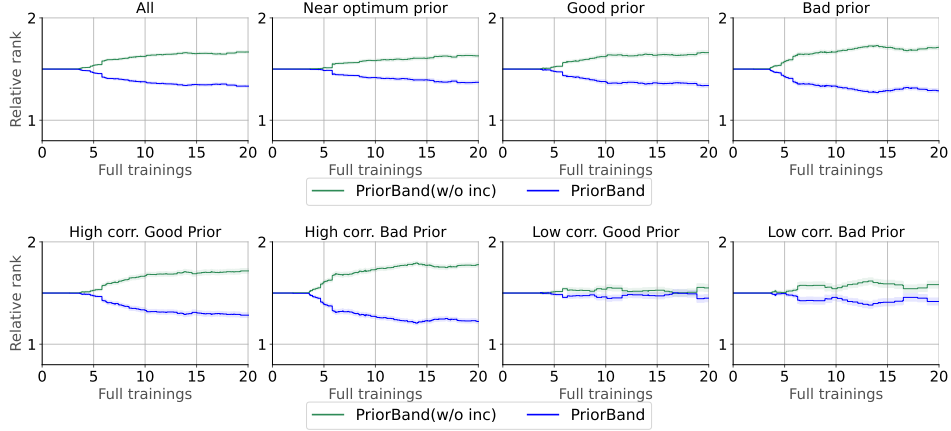 All Near optimum prior Good prior Bad prior
Relative rank
2 2 2 2
1 1 1 1
0 5 10 15 20 0 5 10 15 20 0 5 10 15 20 0 5 10 15 20
Full trainings Full trainings Full trainings Full trainings
PriorBand(w/o inc) PriorBand
High corr. Good Prior High corr. Bad Prior Low corr. Good Prior Low corr. Bad Prior
Relative rank
2 2 2 2
1 1 1 1
0 5 10 15 20 0 5 10 15 20 0 5 10 15 20 0 5 10 15 20
Full trainings Full trainings Full trainings Full trainings
PriorBand(w/o inc) PriorBand